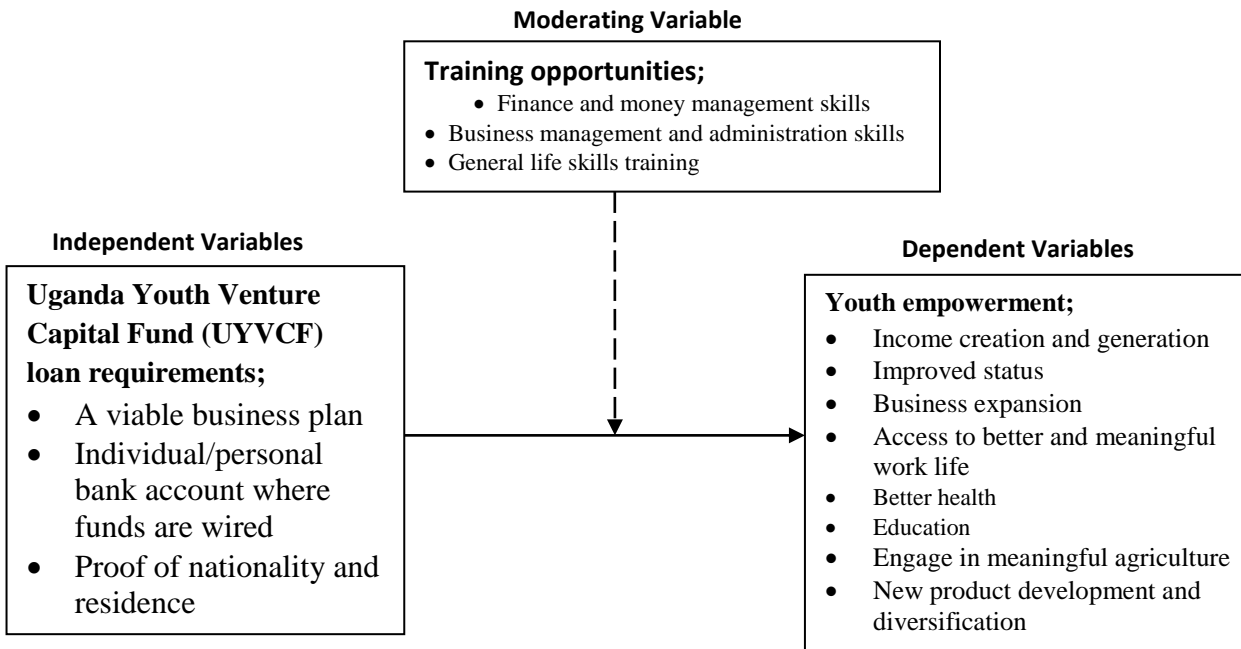 Moderating Variable
Training opportunities;
• Finance and money management skills
• Business management and administration skills
• General life skills training
Independent Variables
Uganda Youth Venture
Capital Fund (UYVCF)
loan requirements;
• A viable business plan
• Individual/personal
bank account where
funds are wired
• Proof of nationality and
residence
Dependent Variables
Youth empowerment;
• Income creation and generation
• Improved status
• Business expansion
• Access to better and meaningful
work life
• Better health
• Education
• Engage in meaningful agriculture
• New product development and
diversification